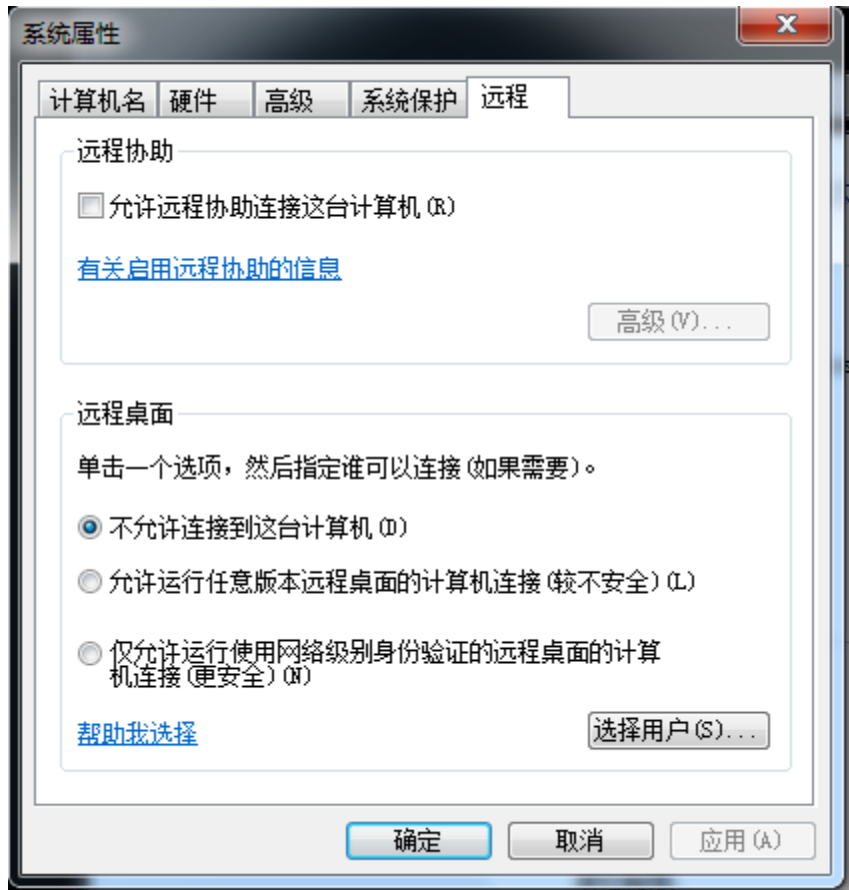 系统属性
计算机名 硬件 高级 系统保护 远程
远程协助
允许远程协助连接这台计算机(R)
有关启用远程协助的信息
高级(V)...
远程桌面
单击一个选项，然后指定谁可以连接(如果需要)。
不允许连接到这台计算机(D)
允许运行任意版本远程桌面的计算机连接(较不安全)(L)
仅允许运行使用网络级别身份验证的远程桌面的计算
机连接(更安全)(N)
帮助我选择 选择用户(S)...
确定 取消 应用(A)